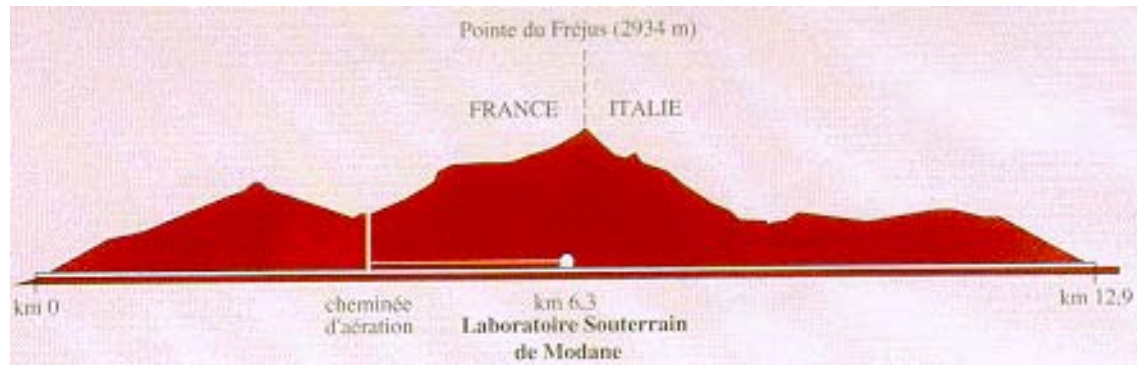 Pointe du Fréjus (2934 m)
FRANCE ITALIE
km 0
cheminée
d'aération
km 6.3
Laboratoire Souterrain
de Modane
km 12.9